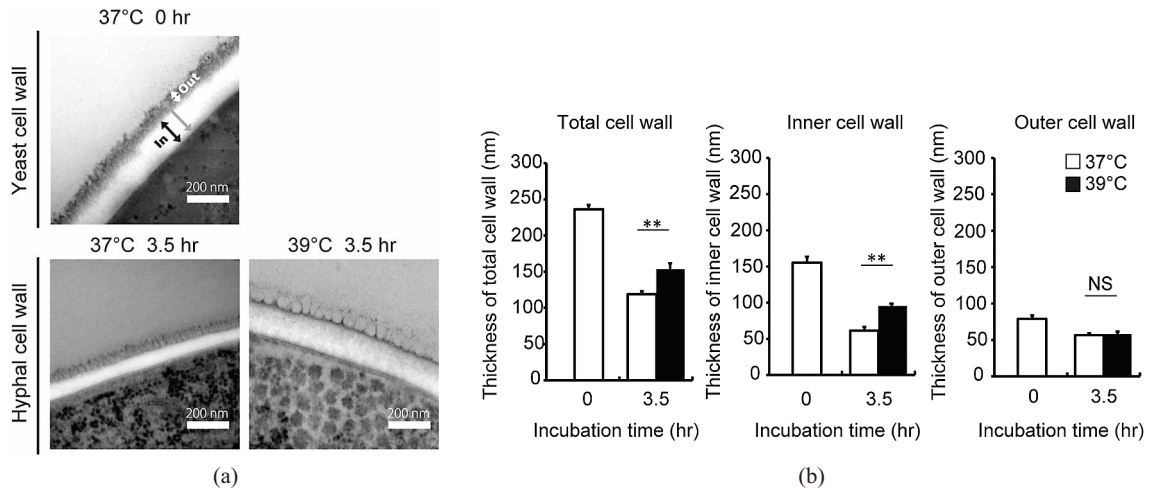 37°C 0 hr
Yeast cell wall
Out
In
200 nm
37°C 3.5 hr
39°C 3.5 hr
Hyphal cell wall
200 nm
200 nm
(a)
Total cell wall
Thickness of total cell wall (nm)
300
250
200
150
100
50
0
**
0 3.5
Incubation time (hr)
Inner cell wall
Thickness of inner cell wall (nm)
300
250
200
150
100
50
0
**
0 3.5
Incubation time (hr)
Outer cell wall
Thickness of outer cell wall (nm)
300
250
200
150
100
50
0
37°C
39°C
NS
0 3.5
Incubation time (hr)
(b)